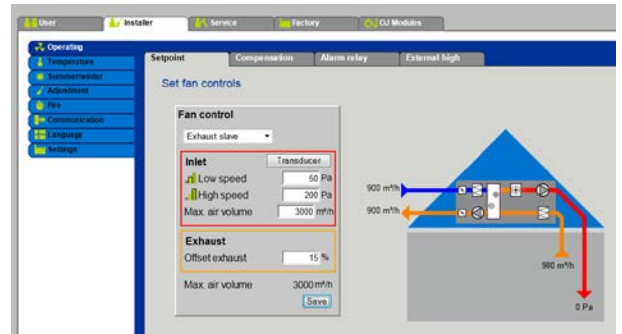 User Installer Service Factory OJ Modules
Operating
Temperature
Summer/winter
Adjustment
Fire
Communication
Language
Settings
Setpoint Compensation Alarm relay External high
Set fan controls
Fan control
Exhaust slave
Inlet Transducer
Low speed 50 Pa
High speed 200 Pa
Max. air volume 3000 m³/h
Exhaust
Offset exhaust 15 %
Max. air volume 3000 m³/h
Save
900 m³/h
900 m³/h
900 m³/h
0 Pa